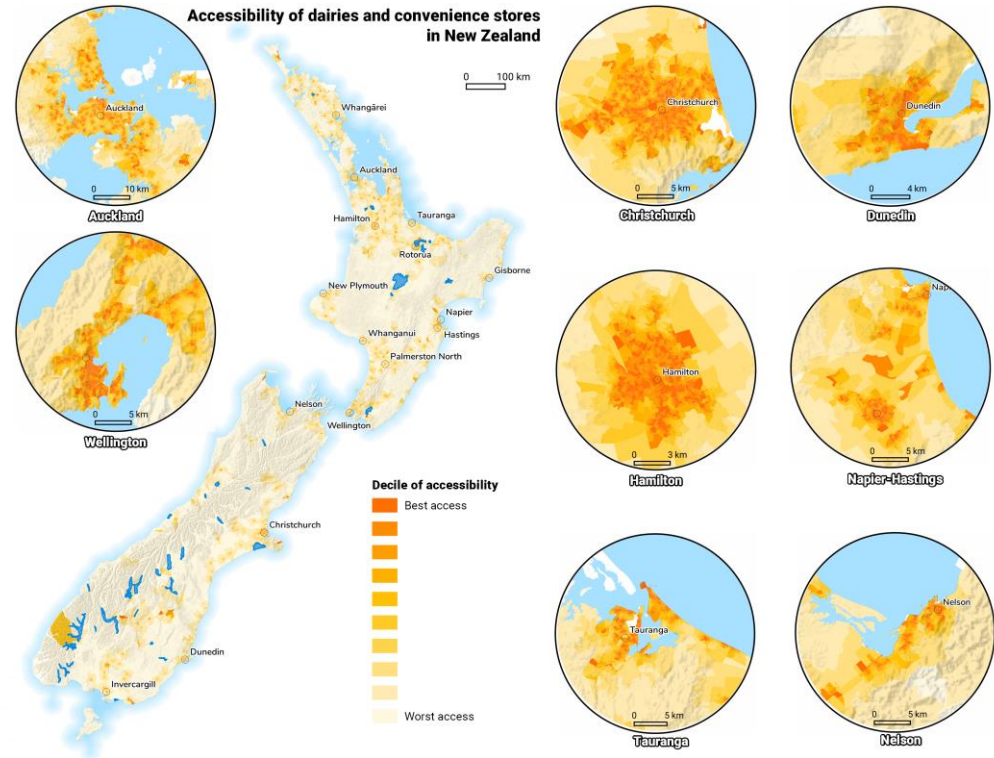 Accessibility of dairies and convenience stores
in New Zealand
0 100 km
Auckland
0 10 km
Auckland
0 5 km
Wellington
Whangārei
Auckland
Hamilton
Tauranga
Rotorua
Gisborne
New Plymouth
Napier
Hastings
Whanganui
Palmerston North
Nelson
Wellington
Christchurch
Dunedin
Invercargill
Decile of accessibility
Best access
Worst access
Christchurch
0 5 km
Christchurch
Dunedin
0 4 km
Dunedin
Hamilton
0 3 km
Hamilton
Nap
0 5 km
Napier-Hastings
Tauranga
0 5 km
Tauranga
Nelson
0 5 km
Nelson